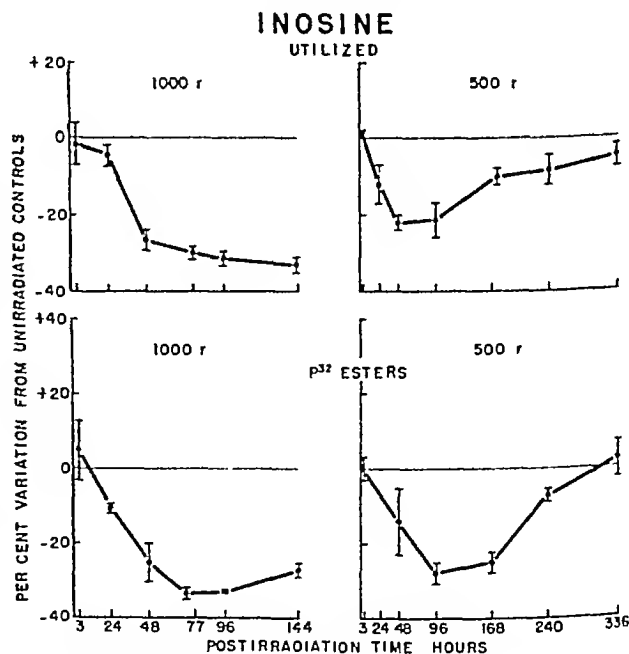 INOSINE
UTILIZED
+20
0
-20
-40
1000 r
500 r
+40
+20
0
-20
-40
1000 r
500 r
P³² ESTERS
PER CENT VARIATION FROM UNIRRADIATED CONTROLS
3 24 48 77 96 144
3 24 48 96 168 240 336
POSTIRRADIATION TIME HOURS